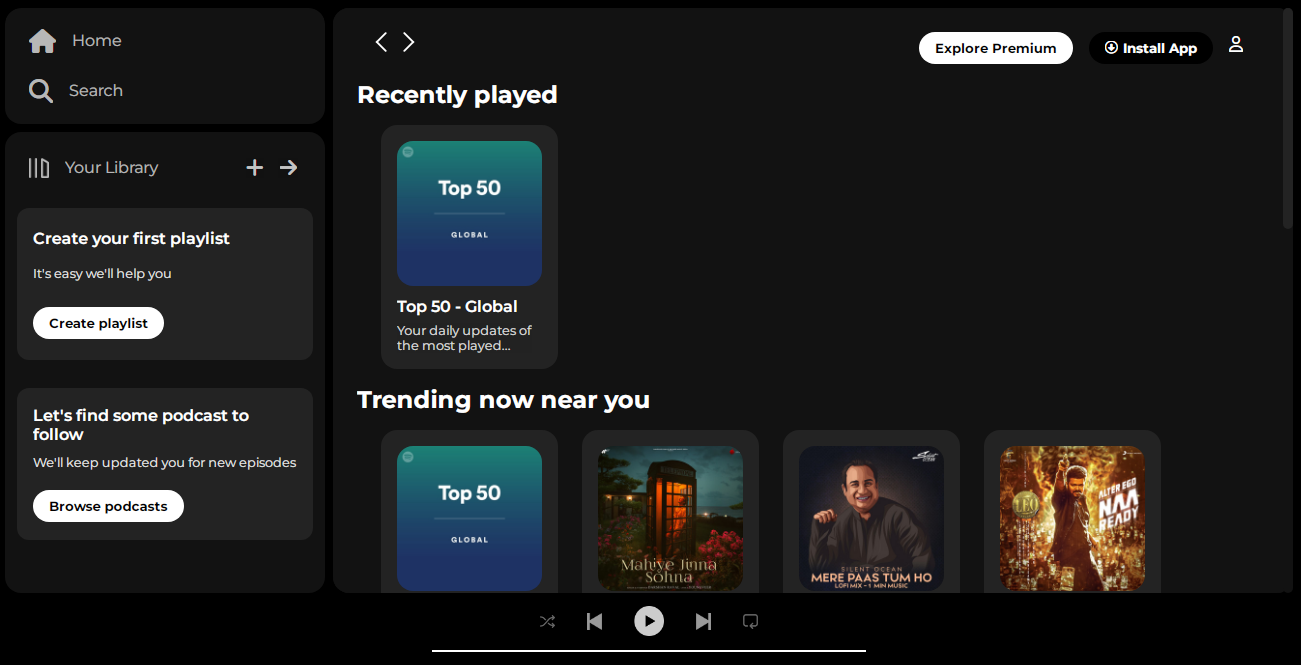 Home
Search
Your Library
Create your first playlist
It's easy we'll help you
Create playlist
Let's find some podcast to
follow
We'll keep updated you for new episodes
Browse podcasts
Explore Premium
Install App
Recently played
Top 50
GLOBAL
Top 50 - Global
Your daily updates of
the most played...
Trending now near you
Top 50
GLOBAL
Mahiye Jinna
Sohna
SILENT OCEAN
MERE PAAS TUM HO
LOFI MIX - 1 MIN MUSIC
LEO
ALTER EGO
NAA
READY